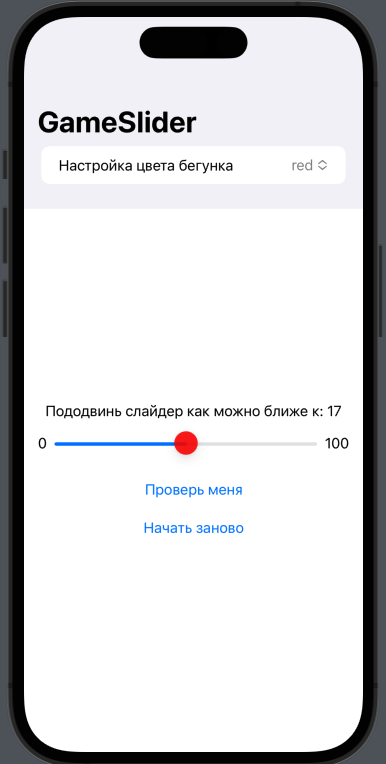 GameSlider
Настройка цвета бегунка red
Пододвинь слайдер как можно ближе к: 17
0 100
Проверь меня
Начать заново